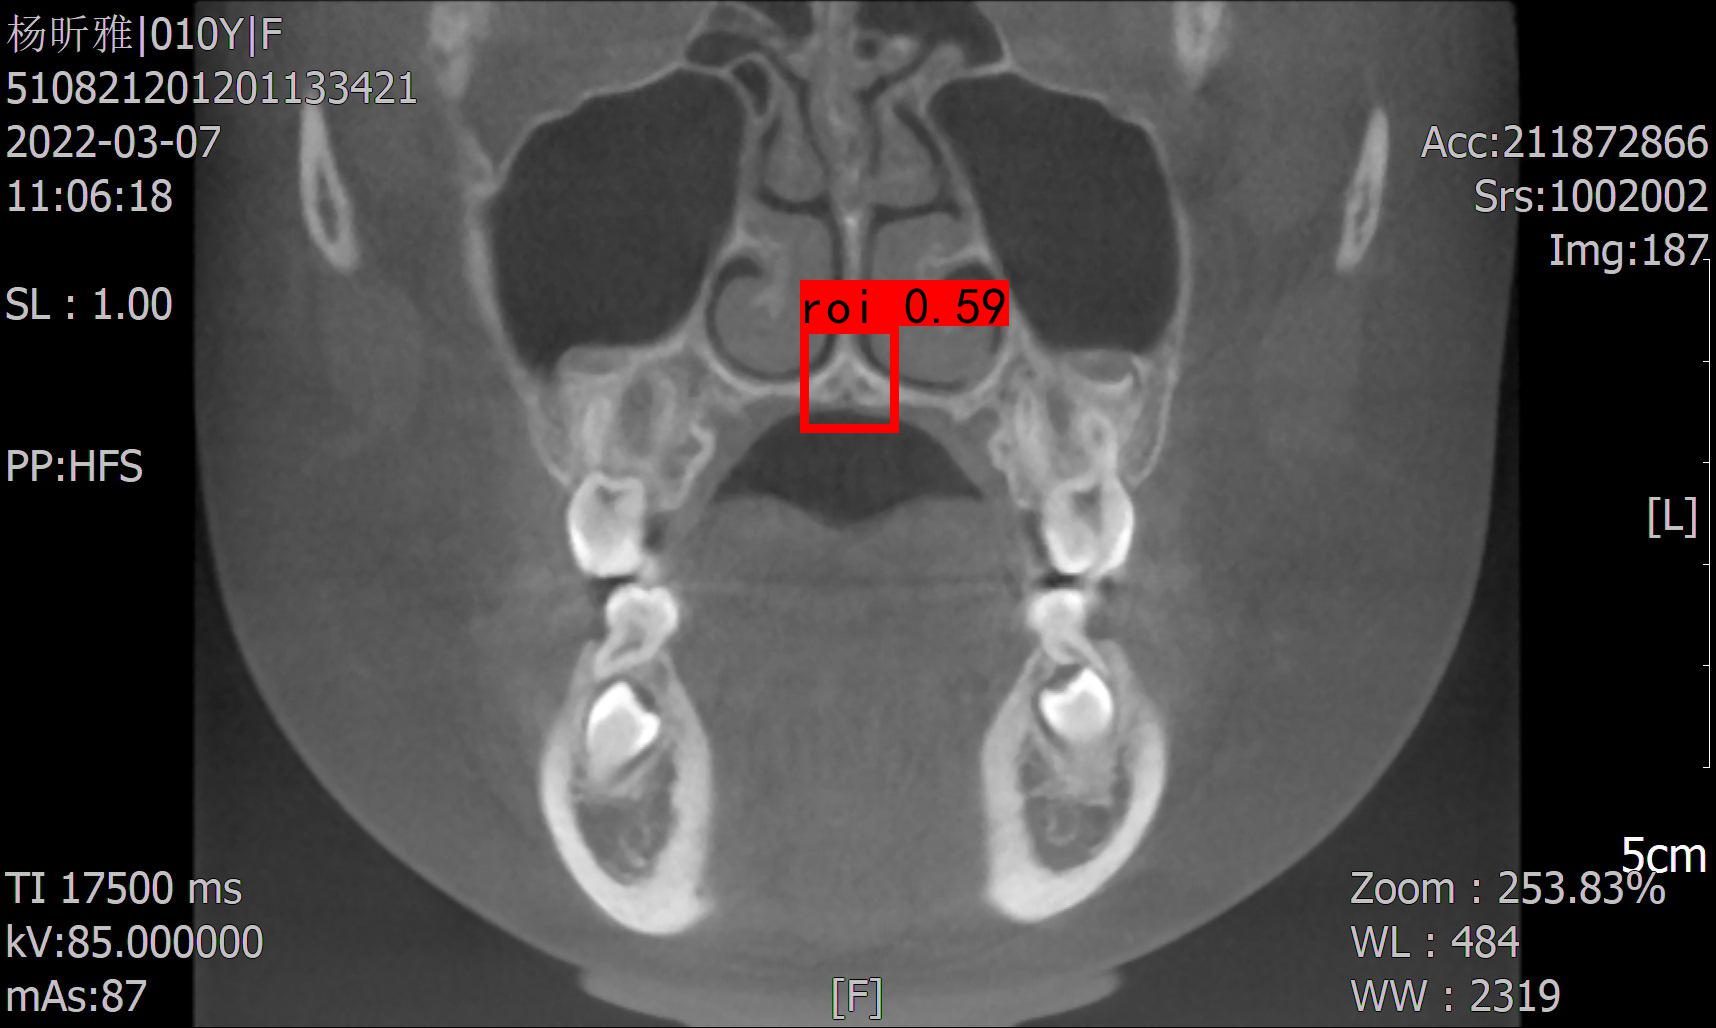 杨昕雅|010Y|F
510821201201133421
2022-03-07
11:06:18
SL : 1.00
PP:HFS
Acc:211872866
Srs:1002002
Img:187
roi 0.59
[L]
5cm
TI 17500 ms
kV:85.000000
mAs:87
[F]
Zoom : 253.83%
WL : 484
WW : 2319